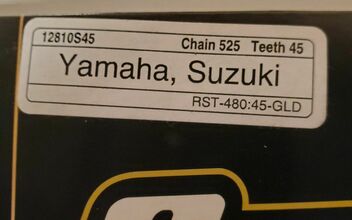 12810S45 Chain 525 Teeth 45
Yamaha, Suzuki
RST-480:45-GLD